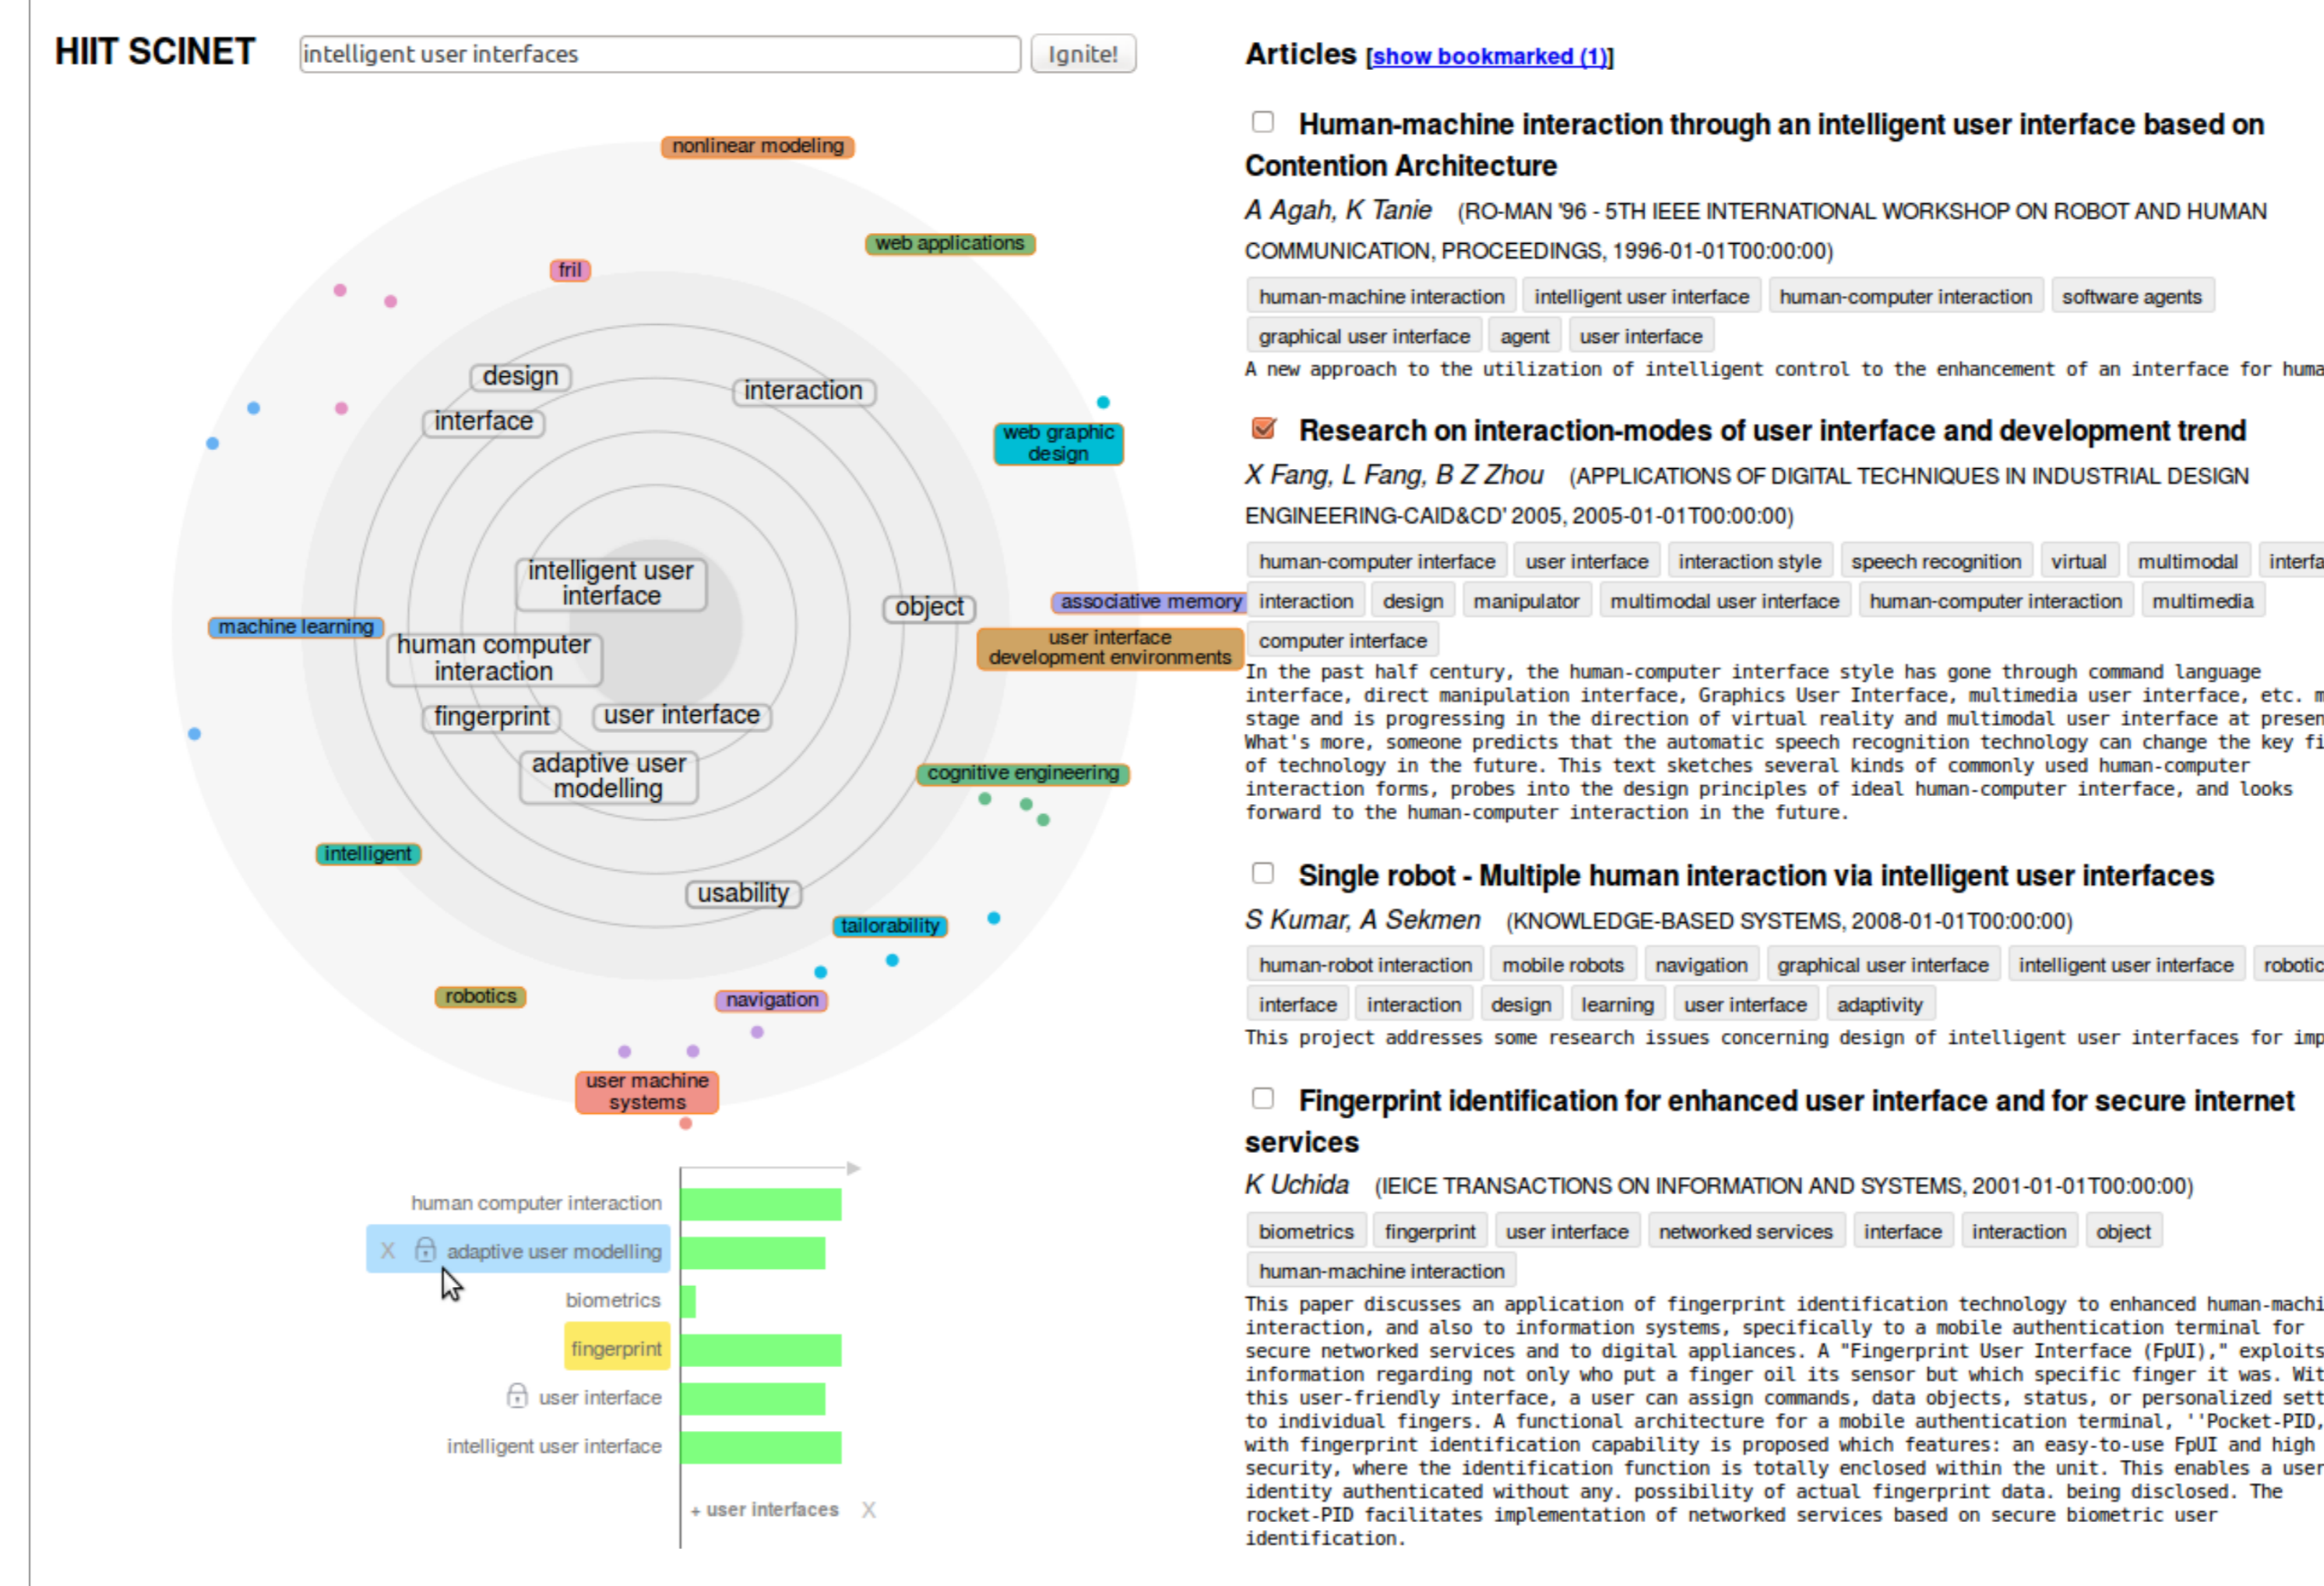 HIIT SCINET
intelligent user interfaces
Ignite!
nonlinear modeling
web applications
fril
design
interaction
interface
web graphic
design
intelligent user
interface
object
associative memory
machine learning
user interface
development environments
human computer
interaction
fingerprint
user interface
adaptive user
modelling
cognitive engineering
intelligent
usability
tailorability
robotics
navigation
user machine
systems
human computer interaction
X adaptive user modelling
biometrics
fingerprint
user interface
intelligent user interface
+ user interfaces X
Articles [show bookmarked (1)]
Human-machine interaction through an intelligent user interface based on
Contention Architecture
A Agah, K Tanie (RO-MAN '96 - 5TH IEEE INTERNATIONAL WORKSHOP ON ROBOT AND HUMAN
COMMUNICATION, PROCEEDINGS, 1996-01-01T00:00:00)
human-machine interaction intelligent user interface human-computer interaction software agents
graphical user interface agent user interface
A new approach to the utilization of intelligent control to the enhancement of an interface for huma
Research on interaction-modes of user interface and development trend
X Fang, L Fang, B Z Zhou (APPLICATIONS OF DIGITAL TECHNIQUES IN INDUSTRIAL DESIGN
ENGINEERING-CAID&CD' 2005, 2005-01-01T00:00:00)
human-computer interface user interface interaction style speech recognition virtual multimodal interfa
interaction design manipulator multimodal user interface human-computer interaction multimedia
computer interface
In the past half century, the human-computer interface style has gone through command language
interface, direct manipulation interface, Graphics User Interface, multimedia user interface, etc. m
stage and is progressing in the direction of virtual reality and multimodal user interface at presen
What's more, someone predicts that the automatic speech recognition technology can change the key fi
of technology in the future. This text sketches several kinds of commonly used human-computer
interaction forms, probes into the design principles of ideal human-computer interface, and looks
forward to the human-computer interaction in the future.
Single robot - Multiple human interaction via intelligent user interfaces
S Kumar, A Sekmen (KNOWLEDGE-BASED SYSTEMS, 2008-01-01T00:00:00)
human-robot interaction mobile robots navigation graphical user interface intelligent user interface robotic
interface interaction design learning user interface adaptivity
This project addresses some research issues concerning design of intelligent user interfaces for imp
Fingerprint identification for enhanced user interface and for secure internet
services
K Uchida (IEICE TRANSACTIONS ON INFORMATION AND SYSTEMS, 2001-01-01T00:00:00)
biometrics fingerprint user interface networked services interface interaction object
human-machine interaction
This paper discusses an application of fingerprint identification technology to enhanced human-machi
interaction, and also to information systems, specifically to a mobile authentication terminal for
secure networked services and to digital appliances. A "Fingerprint User Interface (FpUI)," exploits
information regarding not only who put a finger oil its sensor but which specific finger it was. Wit
this user-friendly interface, a user can assign commands, data objects, status, or personalized sett
to individual fingers. A functional architecture for a mobile authentication terminal, ''Pocket-PID,
with fingerprint identification capability is proposed which features: an easy-to-use FpUI and high
security, where the identification function is totally enclosed within the unit. This enables a user
identity authenticated without any. possibility of actual fingerprint data. being disclosed. The
rocket-PID facilitates implementation of networked services based on secure biometric user
identification.